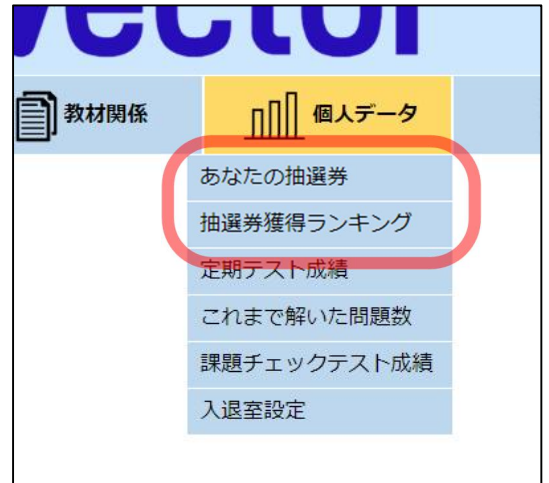 vector
教材関係
個人データ
あなたの抽選券
抽選券獲得ランキング
定期テスト成績
これまで解いた問題数
課題チェックテスト成績
入退室設定